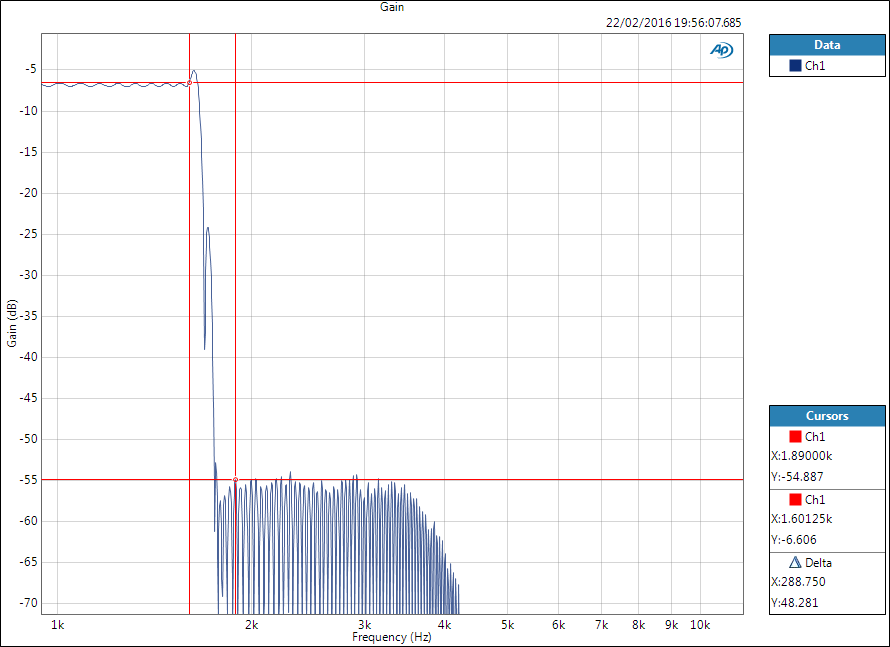 Gain
22/02/2016 19:56:07.685
AP
Data
Ch1
-5
-10
-15
-20
-25
-30
-35
-40
-45
-50
-55
-60
-65
-70
Gain (dB)
1k 2k 3k 4k 5k 6k 7k 8k 9k 10k
Frequency (Hz)
Cursors
Ch1
X:1.89000k
Y:-54.887
Ch1
X:1.60125k
Y:-6.606
Delta
X:288.750
Y:48.281